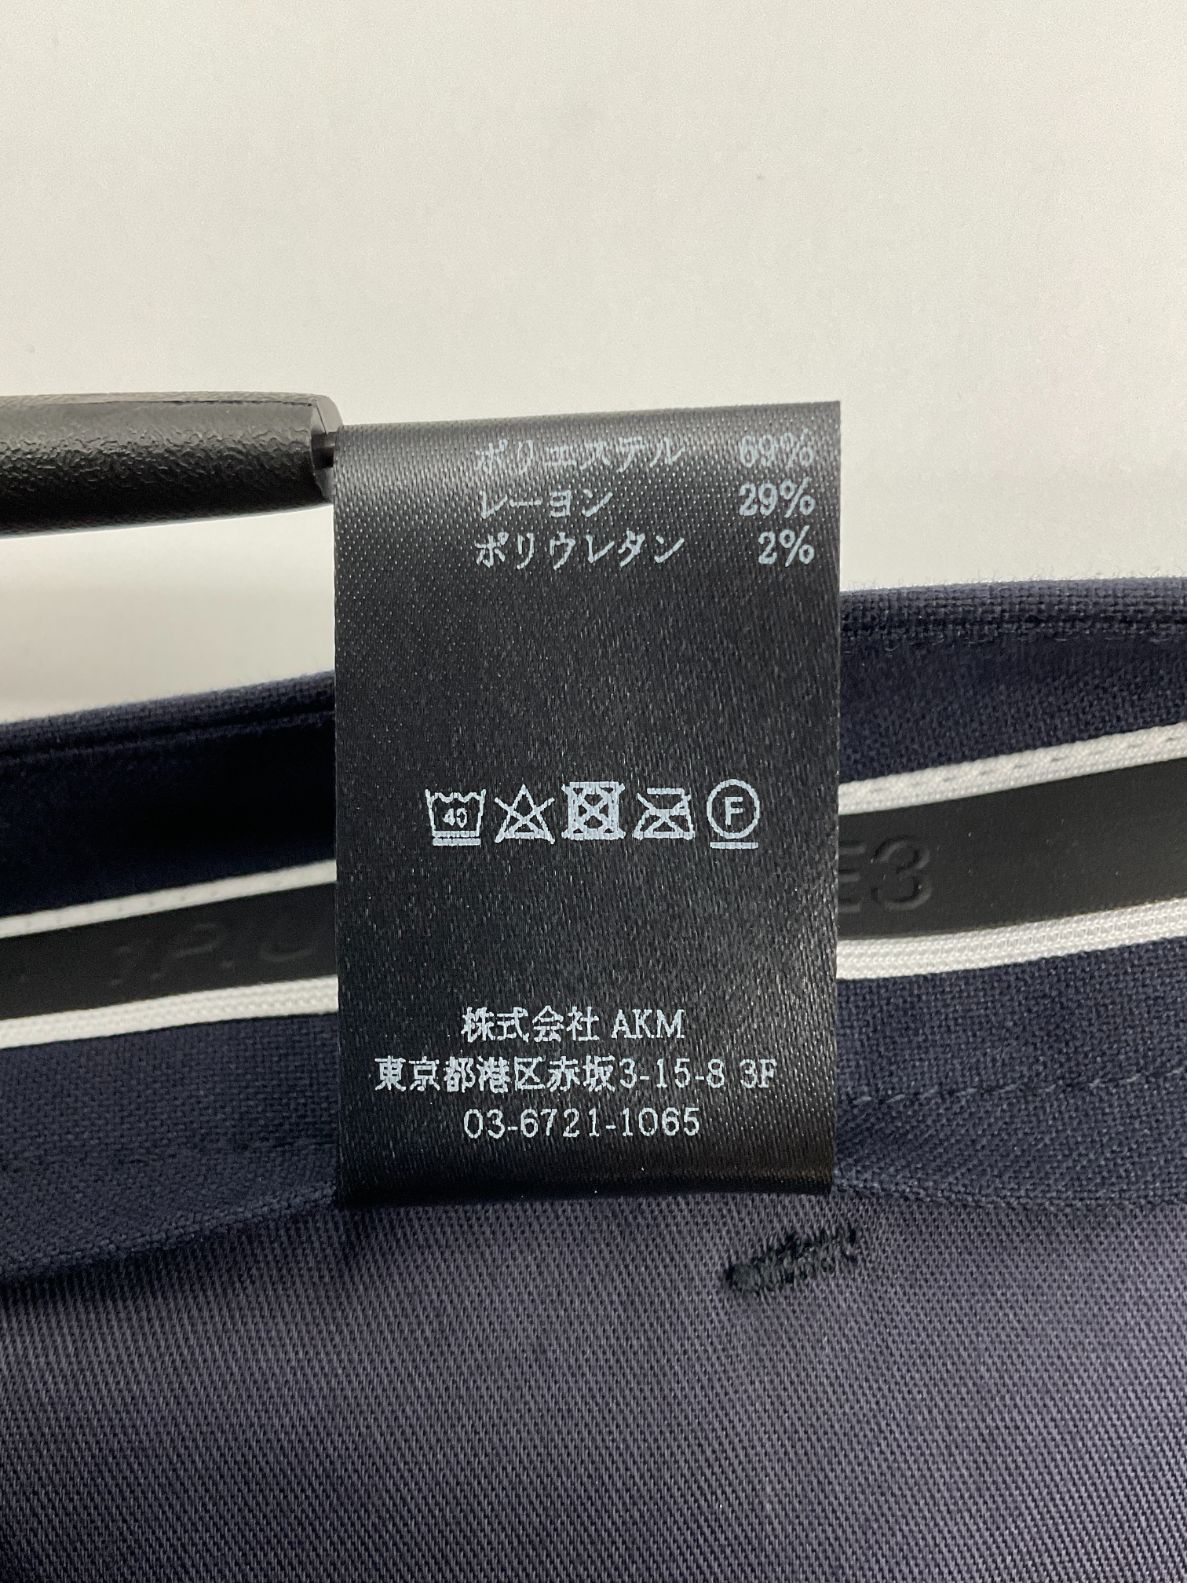 ポリエステル 69%
レーヨン 29%
ポリウレタン 2%
40
F
株式会社 AKM
東京都港区赤坂3-15-8 3F
03-6721-1065